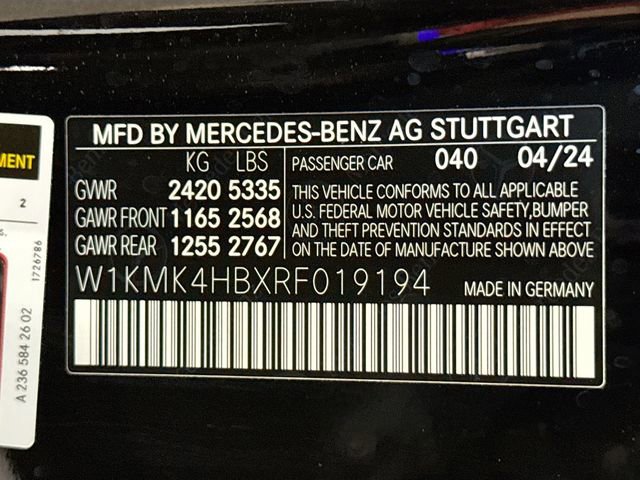 MFD BY MERCEDES-BENZ AG STUTTGART
KG LBS
GVWR 2420 5335
GAWR FRONT 1165 2568
GAWR REAR 1255 2767
PASSENGER CAR 040 04/24
THIS VEHICLE CONFORMS TO ALL APPLICABLE
U.S. FEDERAL MOTOR VEHICLE SAFETY,BUMPER
AND THEFT PREVENTION STANDARDS IN EFFECT
ON THE DATE OF MANUFACTURE SHOWN ABOVE
W1KMK4HBXRF019194 MADE IN GERMANY
MENT
2
s.
1726786
A 236 584 26 02